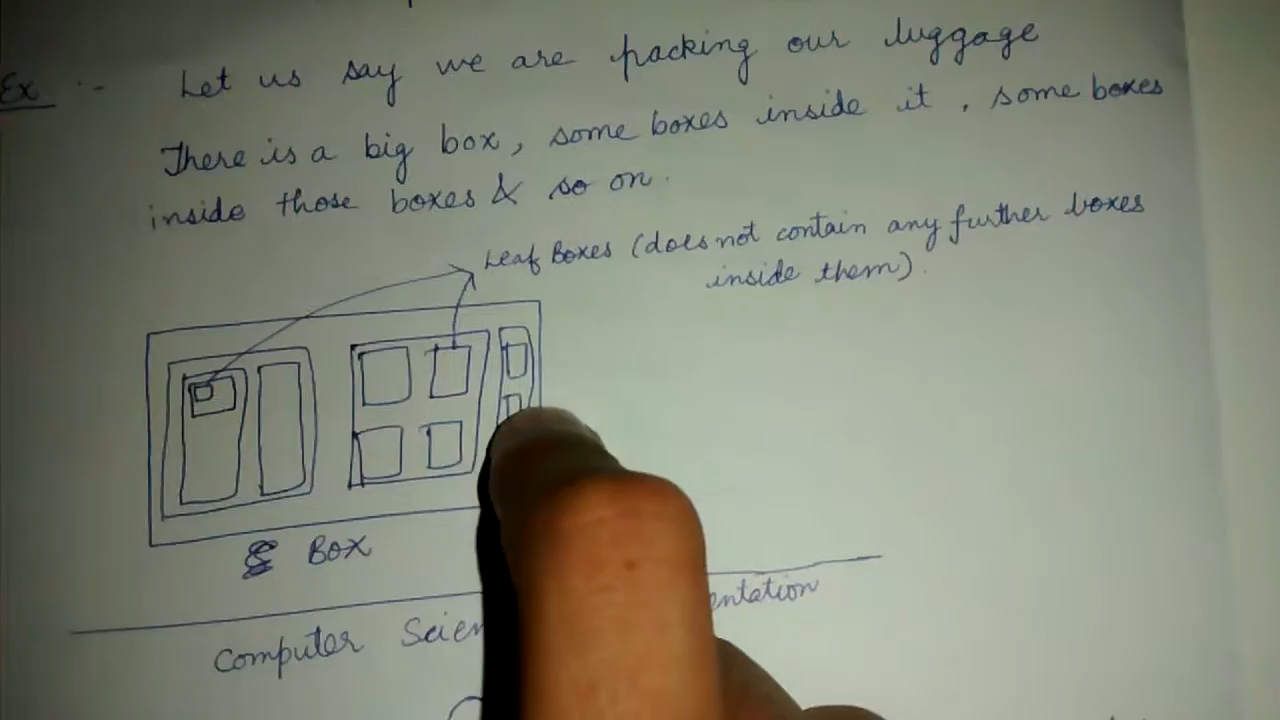 Ex :- Let us say we are packing our luggage
There is a big box, some boxes inside it, some boxes
inside those boxes & so on.
Leaf Boxes (does not contain any further boxes
inside them).
Box
Computer